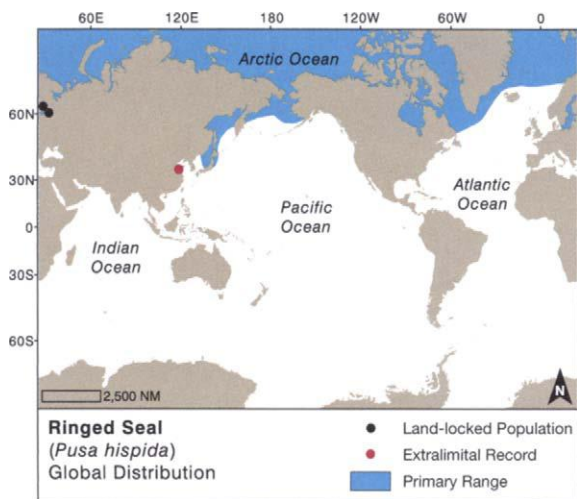 60E
120E
180
120W
60W
0
Arctic Ocean
60N
30N
0
30S
60S
Pacific
Ocean
Atlantic
Ocean
Indian
Ocean
2,500 NM
N
Ringed Seal
(Pusa hispida)
Global Distribution
Land-locked Population
Extralimital Record
Primary Range